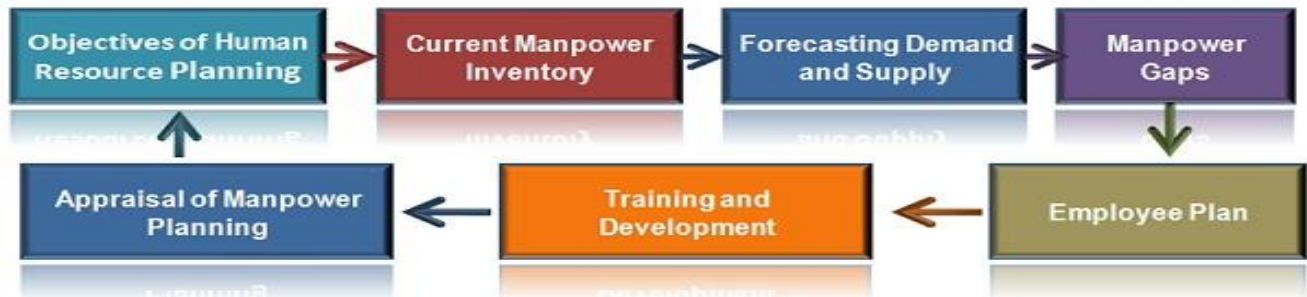 Objectives of Human
Resource Planning
Current Manpower
Inventory
Forecasting Demand
and Supply
Manpower
Gaps
Appraisal of Manpower
Planning
Training and
Development
Employee Plan